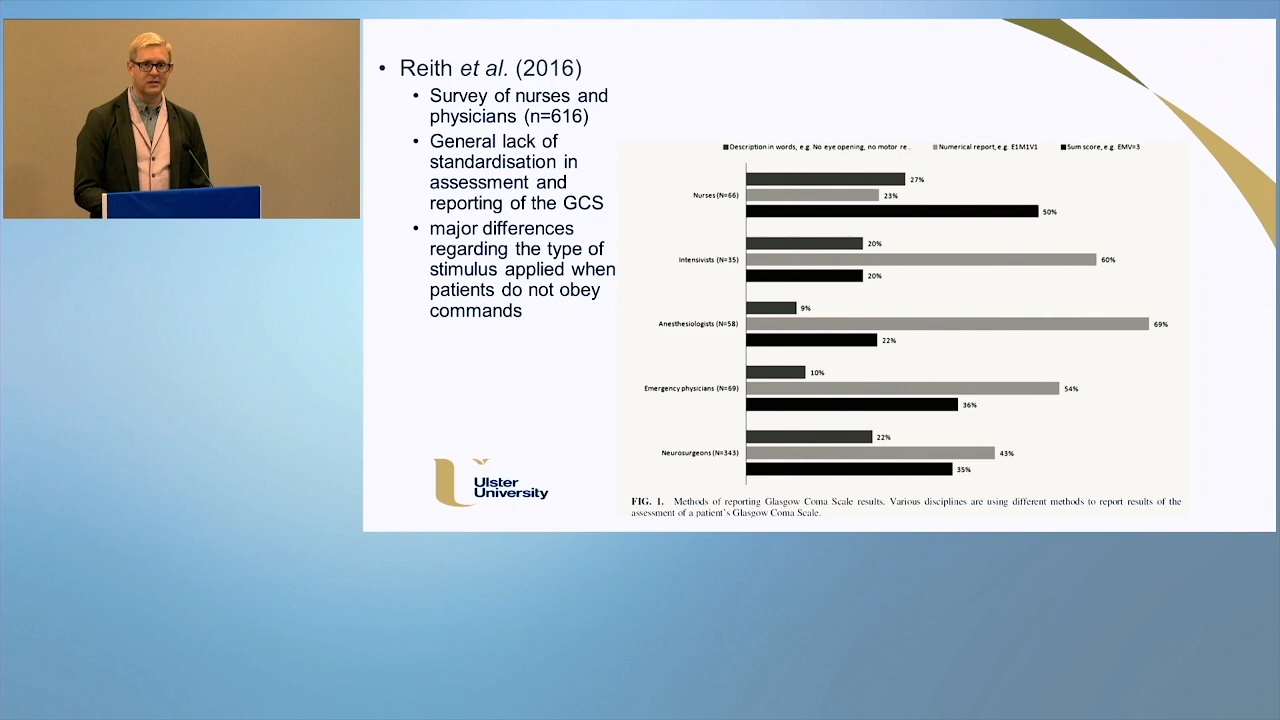 • Reith et al. (2016)
• Survey of nurses and
physicians (n=616)
• General lack of
standardisation in
assessment and
reporting of the GCS
• major differences
regarding the type of
stimulus applied when
patients do not obey
commands
Description in words, e.g. No eye opening, no motor re..
Numerical report, e.g. E1M1V1
Sum score, e.g. EMV=3
Nurses (N=66)
27%
23%
50%
Intensivists (N=35)
20%
60%
20%
Anesthesiologists (N=58)
9%
69%
22%
Emergency physicians (N=69)
10%
54%
36%
Neurosurgeons (N=343)
22%
43%
35%
FIG. 1. Methods of reporting Glasgow Coma Scale results. Various disciplines are using different methods to report results of the
assessment of a patient's Glasgow Coma Scale.
Ulster
University